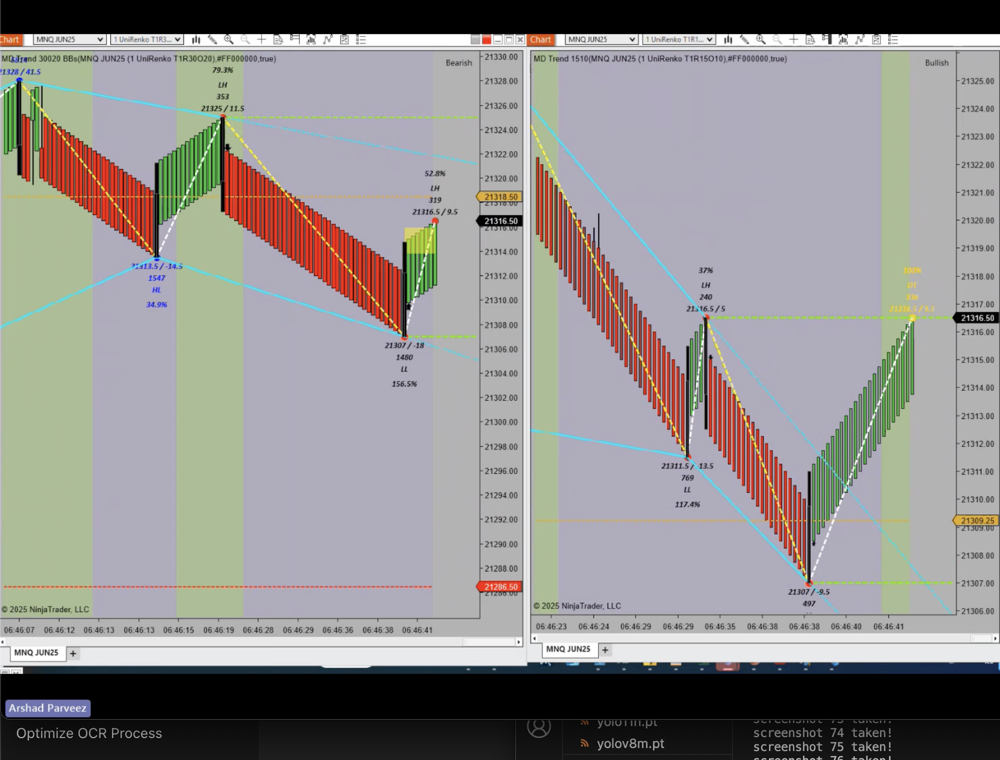 Chart
MNQ JUN25
1 UniRenko T1R3...
MD Trend 30020 BBs(MNQ JUN25 (1 UniRenko T1R30O20),#FF000000,true)
Bearish
21328 / 41.5
79.3%
LH
353
21325 / 11.5
52.8%
LH
319
21316.5 / 9.5
21313.5 / -14.5
1547
HL
34.9%
21307 / -18
1480
LL
156.5%
21330.00
21328.00
21326.00
21324.00
21322.00
21320.00
21318.50
21316.50
21314.00
21312.00
21310.00
21308.00
21306.00
21304.00
21302.00
21300.00
21298.00
21296.00
21294.00
21292.00
21290.00
21288.00
21286.50
© 2025 NinjaTrader, LLC
06:46:07
06:46:12
06:46:13
06:46:13
06:46:15
06:46:19
06:46:28
06:46:29
06:46:36
06:46:38
06:46:41
MNQ JUN25
Chart
MNQ JUN25
1 UniRenko T1R1...
MD Trend 1510(MNQ JUN25 (1 UniRenko T1R15O10),#FF000000,true)
Bullish
37%
LH
240
21316.5 / 5
21311.5 / -13.5
769
LL
117.4%
100%
21307 / -9.5
497
21325.00
21324.00
21323.00
21322.00
21321.00
21320.00
21319.00
21318.00
21317.00
21316.50
21315.00
21314.00
21313.00
21312.00
21311.00
21310.00
21309.25
21309.00
21308.00
21307.00
21306.00
© 2025 NinjaTrader, LLC
06:46:23
06:46:24
06:46:29
06:46:29
06:46:36
06:46:38
06:46:38
06:46:40
06:46:41
MNQ JUN25
Arshad Parveez
Optimize OCR Process
yolo11n.pt
yolov8m.pt
screenshot 73 taken!
screenshot 74 taken!
screenshot 75 taken!
screenshot 76 taken!